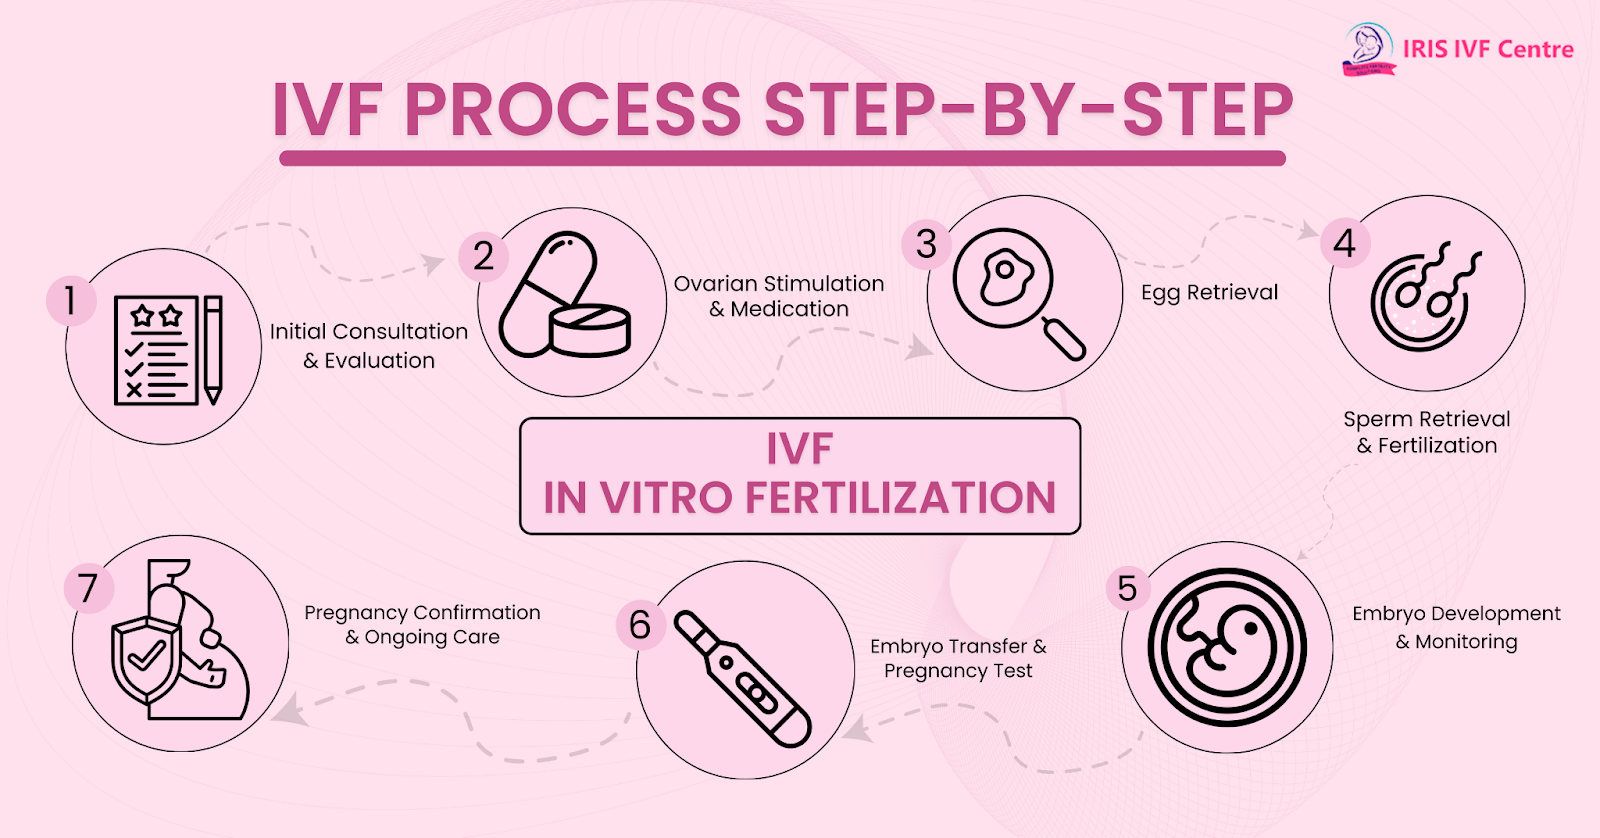 IRIS IVF Centre
IVF PROCESS STEP-BY-STEP
1
Initial Consultation
& Evaluation
2
Ovarian Stimulation
& Medication
3
Egg Retrieval
4
Sperm Retrieval
& Fertilization
IVF
IN VITRO FERTILIZATION
5
Embryo Development
& Monitoring
6
Embryo Transfer &
Pregnancy Test
7
Pregnancy Confirmation
& Ongoing Care